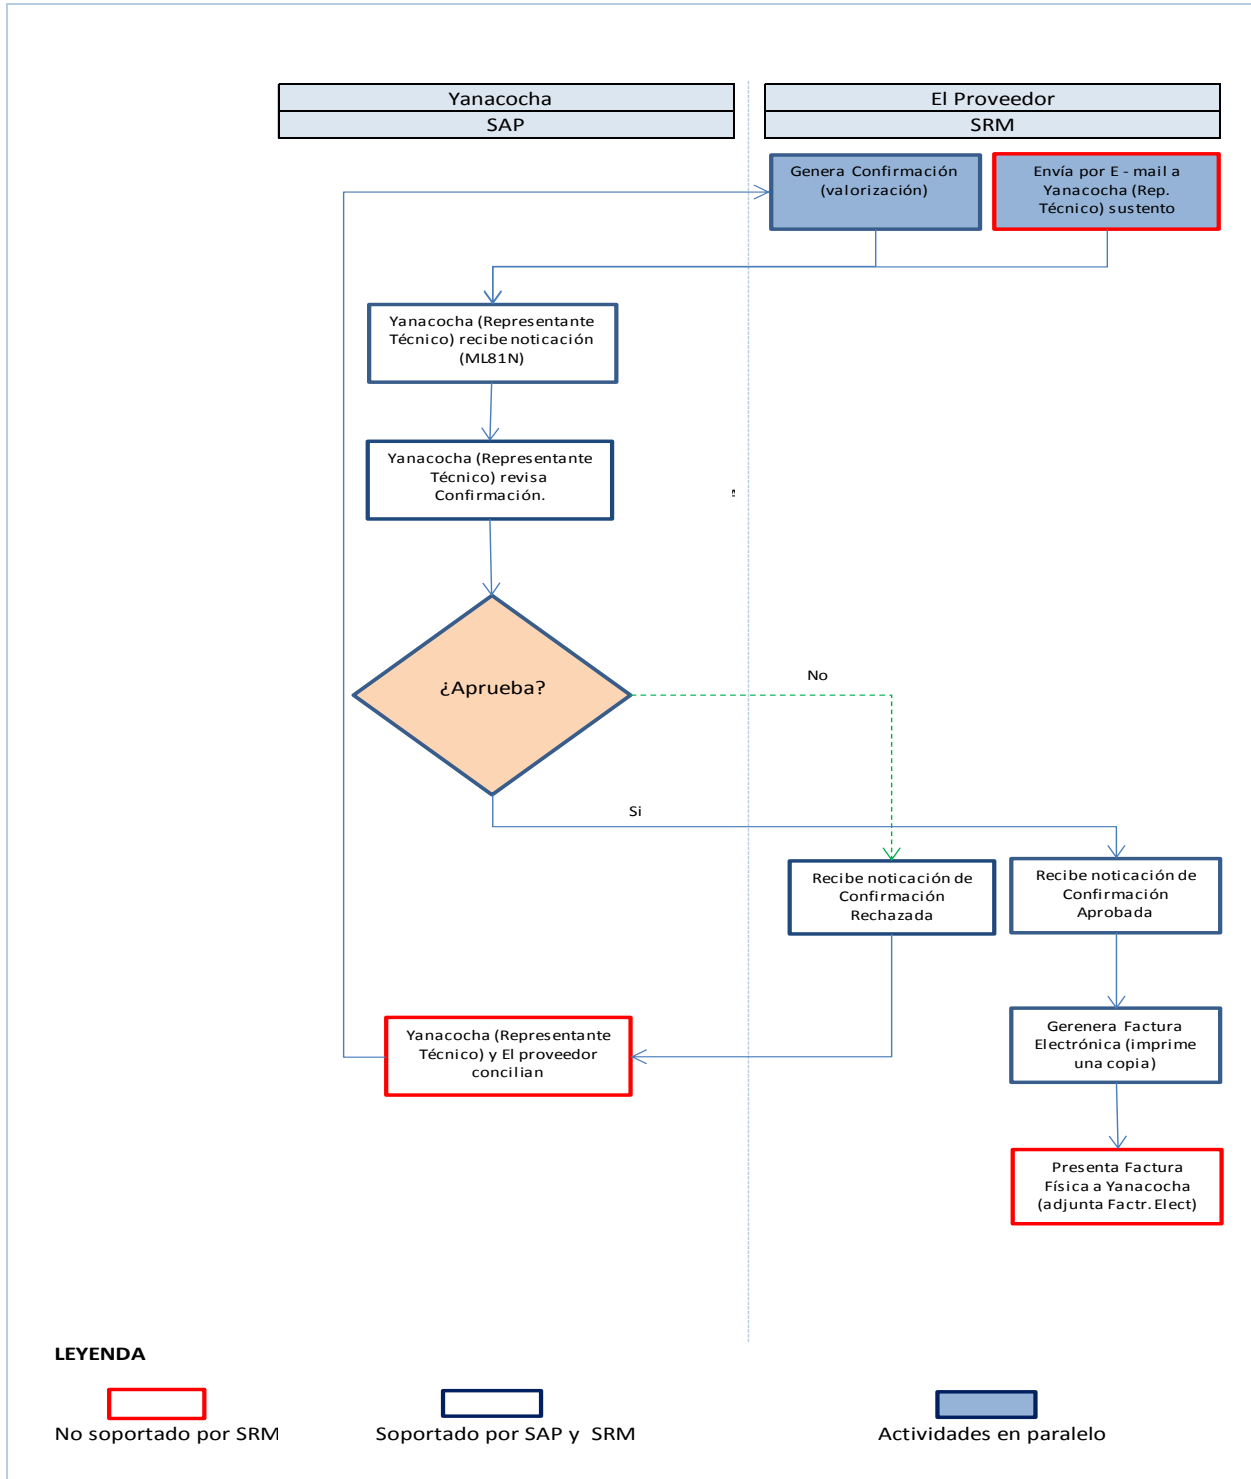 Yanacocha
SAP
El Proveedor
SRM
Genera Confirmación
(valorización)
Envía por E - mail a
Yanacocha (Rep.
Técnico) sustento
Yanacocha (Representante
Técnico) recibe noticación
(ML81N)
Yanacocha (Representante
Técnico) revisa
Confirmación.
¿Aprueba?
No
Si
Recibe noticación de
Confirmación
Rechazada
Recibe noticación de
Confirmación
Aprobada
Yanacocha (Representante
Técnico) y El proveedor
concilian
Gerenera Factura
Electrónica (imprime
una copia)
Presenta Factura
Física a Yanacocha
(adjunta Factr. Elect)
LEYENDA
No soportado por SRM
Soportado por SAP y SRM
Actividades en paralelo